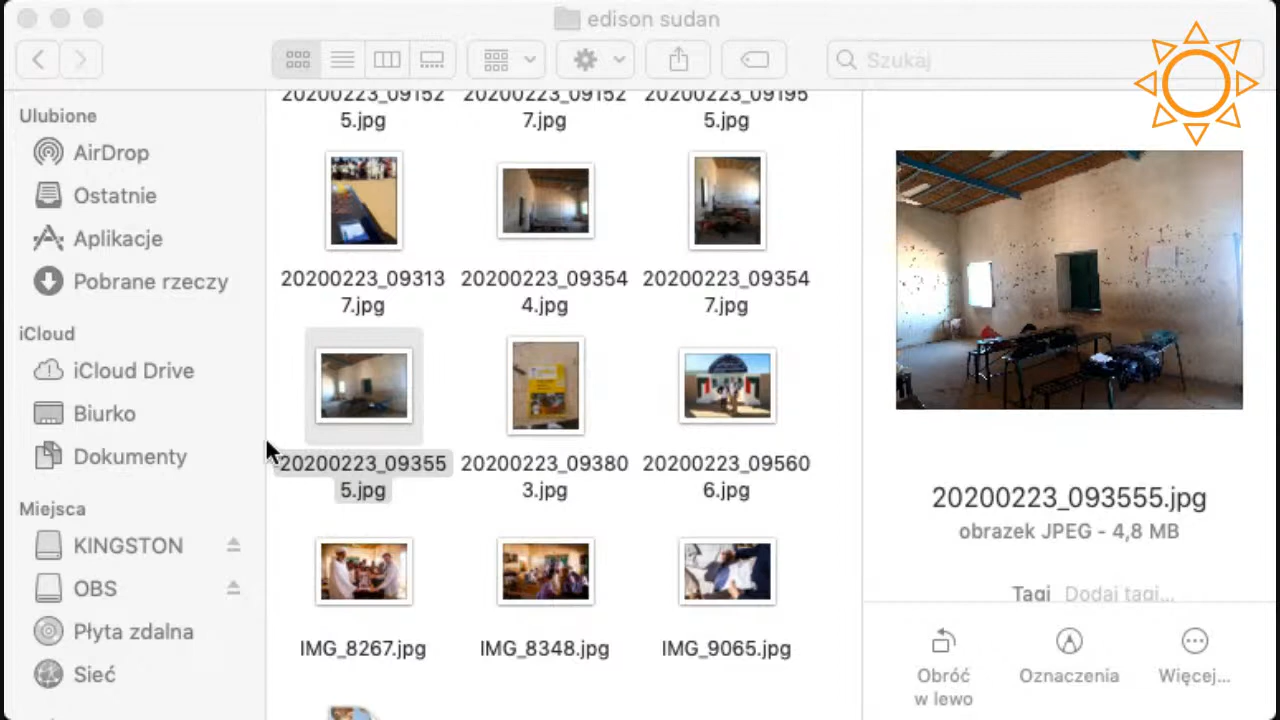 edison sudan
Szukaj
Ulubione
AirDrop
Ostatnie
Aplikacje
Pobrane rzeczy
iCloud
iCloud Drive
Biurko
Dokumenty
Miejsca
KINGSTON
OBS
Płyta zdalna
Sieć
20200223_09152
5.jpg
20200223_09152
7.jpg
20200223_09195
5.jpg
20200223_09313
7.jpg
20200223_09354
4.jpg
20200223_09354
7.jpg
20200223_09355
5.jpg
20200223_09380
3.jpg
20200223_09560
6.jpg
IMG_8267.jpg
IMG_8348.jpg
IMG_9065.jpg
20200223_093555.jpg
obrazek JPEG - 4,8 MB
Tagi Dodaj tagi...
Obróć
w lewo
Oznaczenia
Więcej...